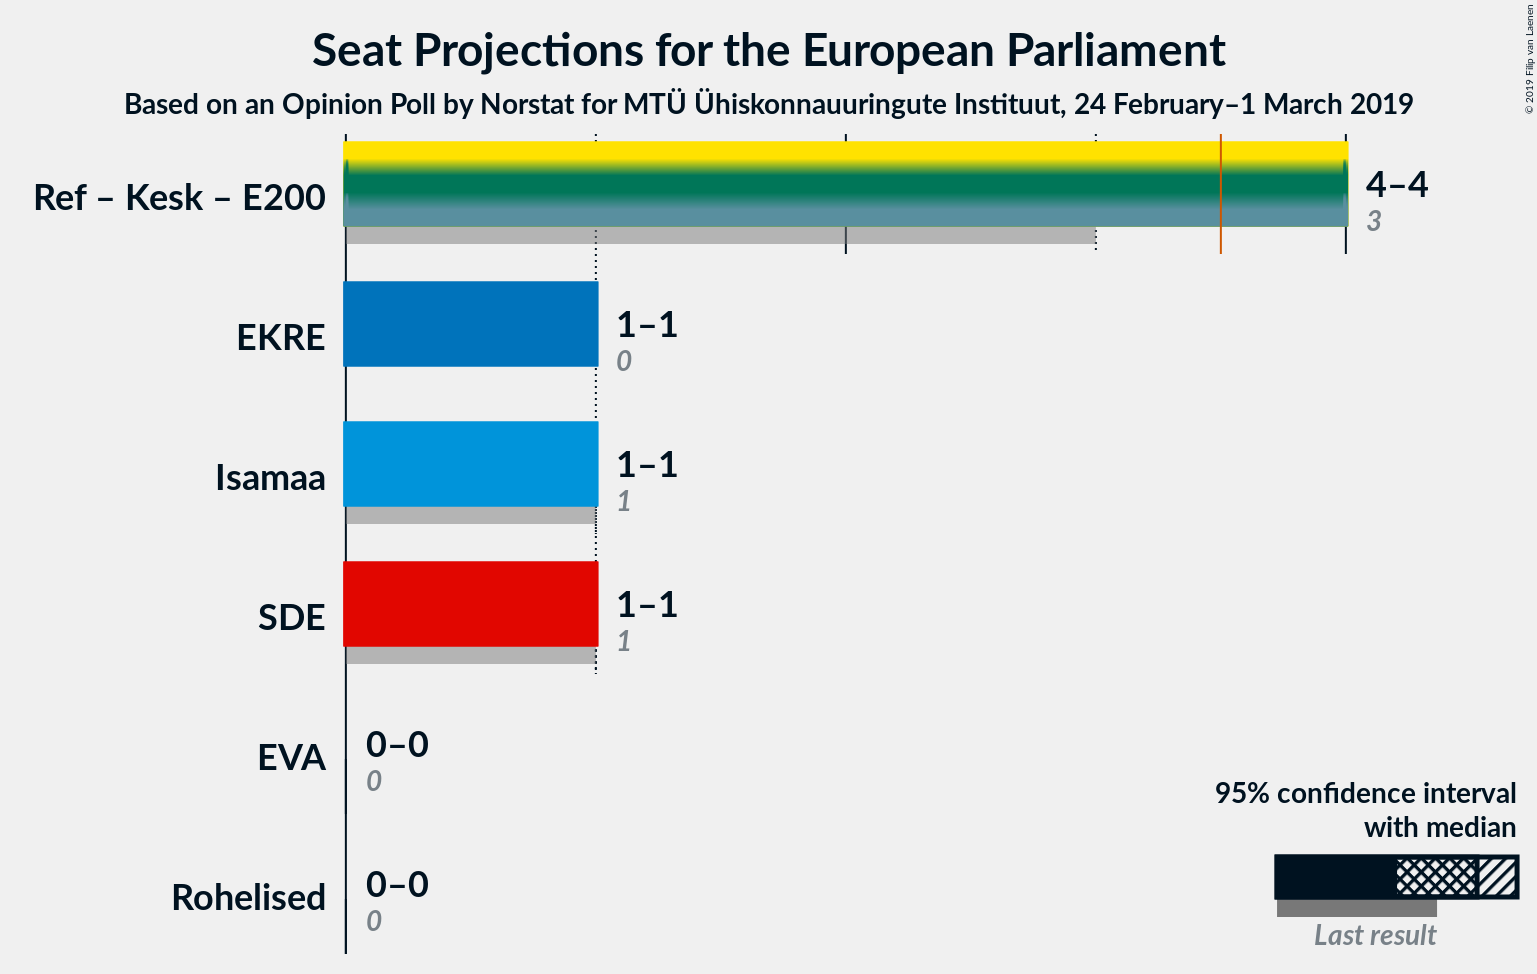 Seat Projections for the European Parliament
Based on an Opinion Poll by Norstat for MTÜ Ühiskonnauuringute Instituut, 24 February–1 March 2019
© 2019 Filip van Laenen
Ref – Kesk – E200
4–4
3
EKRE
1–1
0
Isamaa
1–1
1
SDE
1–1
1
EVA
0–0
0
Rohelised
0–0
0
95% confidence interval
with median
Last result